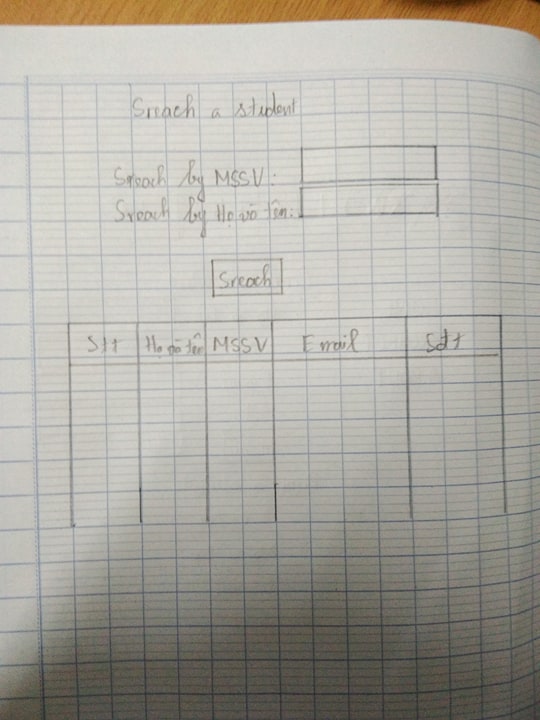 Sreach a student
Sreach by MSSV:
Sreach by Họ và tên:
Sreach
Stt Họ và tên MSSV Email Sdt